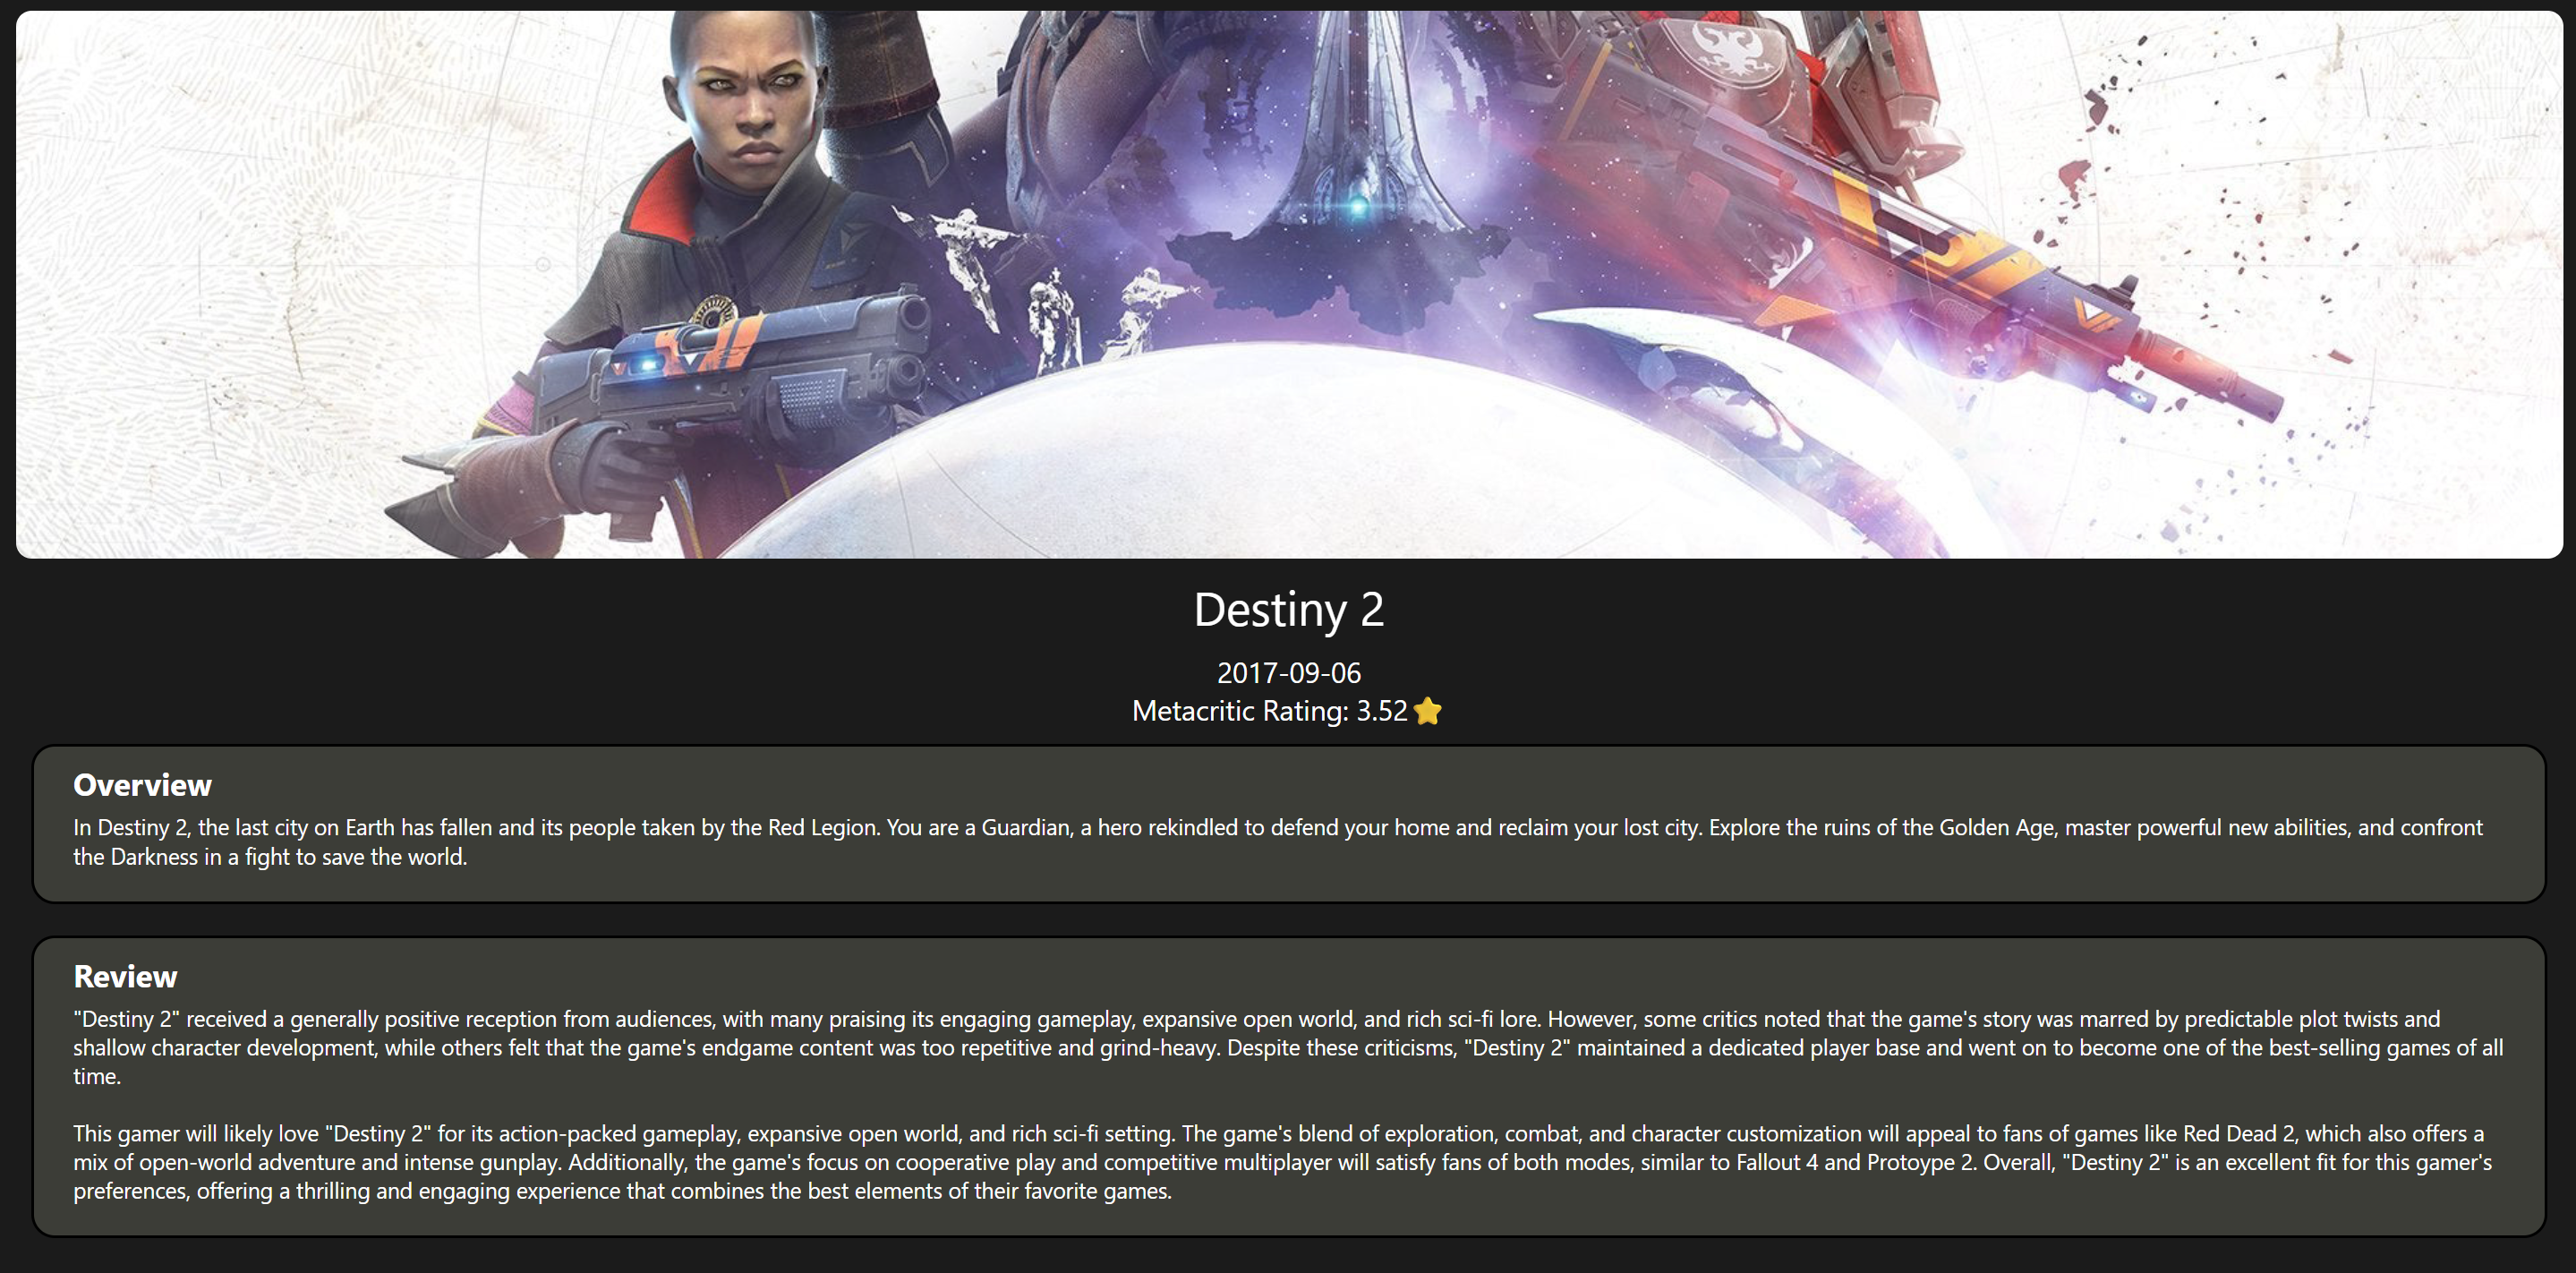 Destiny 2
2017-09-06
Metacritic Rating: 3.52⭐
Overview
In Destiny 2, the last city on Earth has fallen and its people taken by the Red Legion. You are a Guardian, a hero rekindled to defend your home and reclaim your lost city. Explore the ruins of the Golden Age, master powerful new abilities, and confront
the Darkness in a fight to save the world.
Review
"Destiny 2" received a generally positive reception from audiences, with many praising its engaging gameplay, expansive open world, and rich sci-fi lore. However, some critics noted that the game's story was marred by predictable plot twists and
shallow character development, while others felt that the game's endgame content was too repetitive and grind-heavy. Despite these criticisms, "Destiny 2" maintained a dedicated player base and went on to become one of the best-selling games of all
time.
This gamer will likely love "Destiny 2" for its action-packed gameplay, expansive open world, and rich sci-fi setting. The game's blend of exploration, combat, and character customization will appeal to fans of games like Red Dead 2, which also offers a
mix of open-world adventure and intense gunplay. Additionally, the game's focus on cooperative play and competitive multiplayer will satisfy fans of both modes, similar to Fallout 4 and Protoype 2. Overall, "Destiny 2" is an excellent fit for this gamer's
preferences, offering a thrilling and engaging experience that combines the best elements of their favorite games.